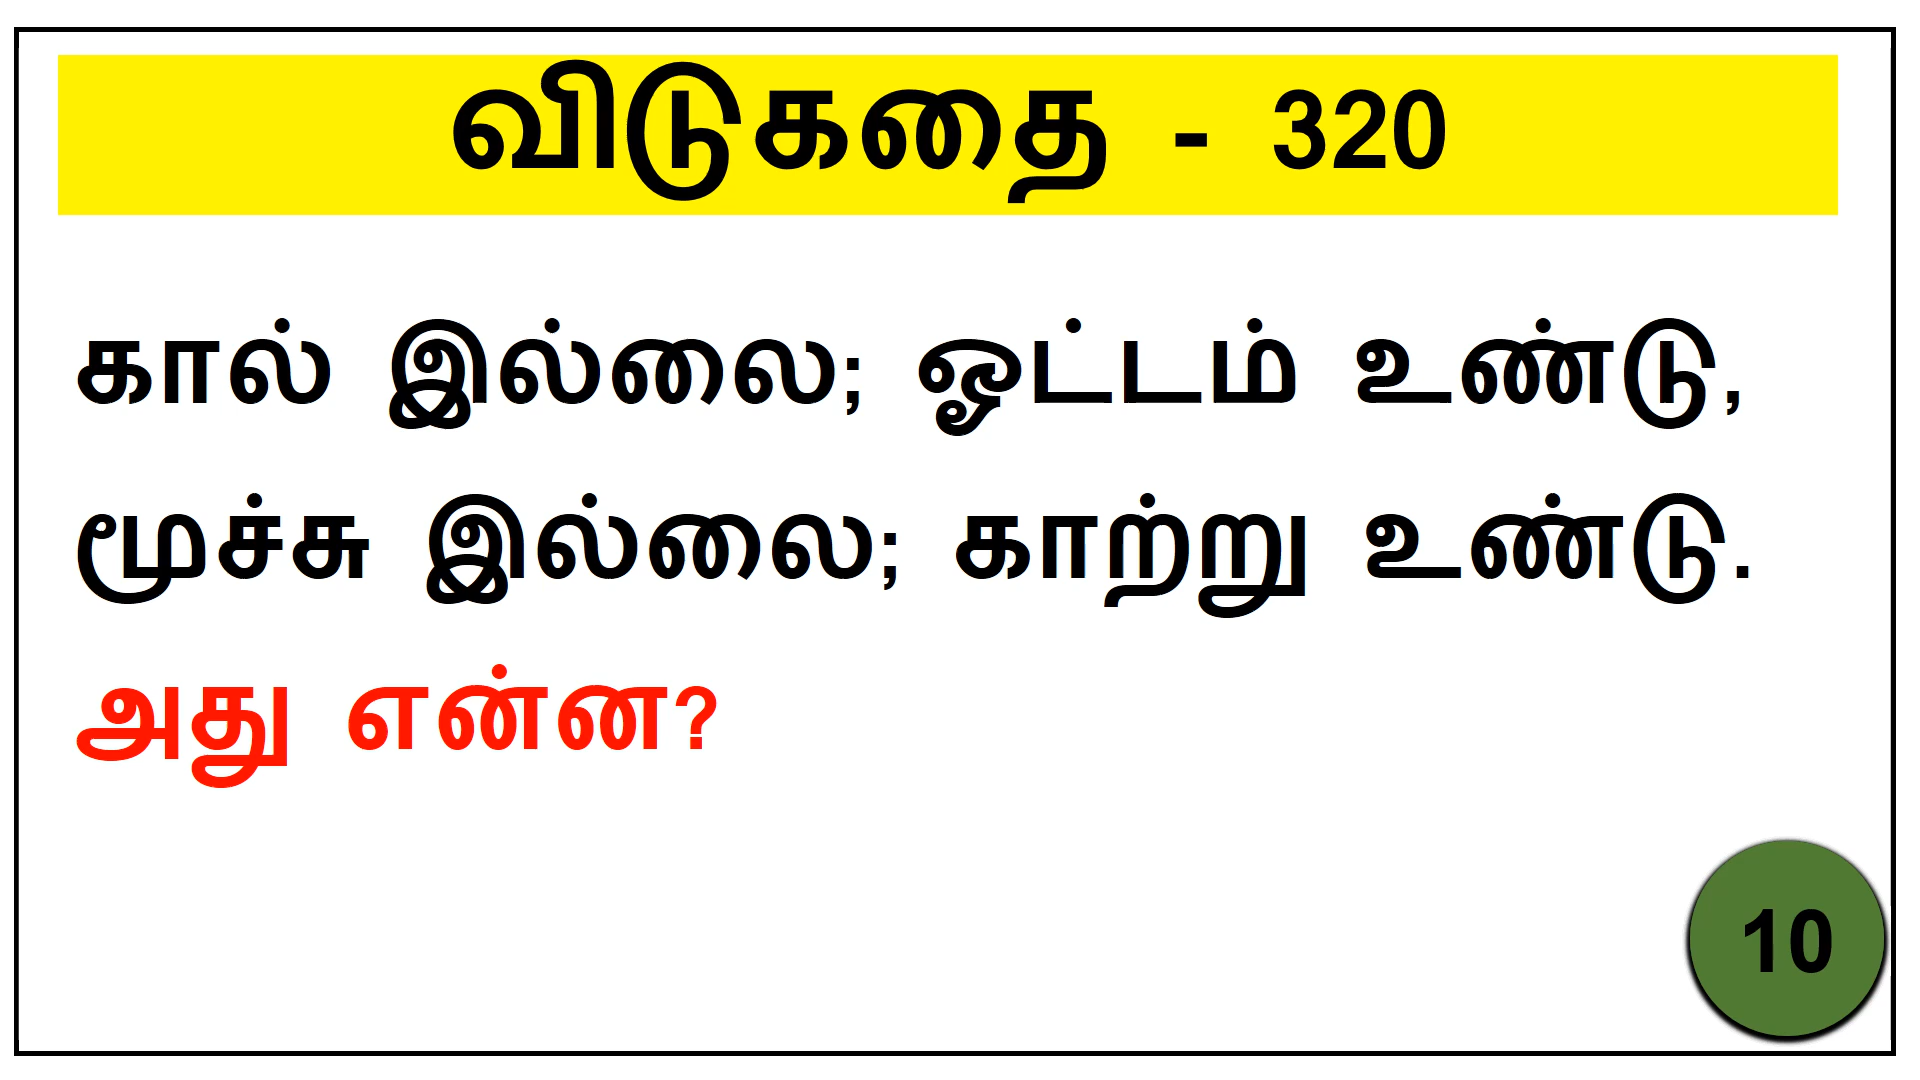 விடுகதை - 320
கால் இல்லை; ஓட்டம் உண்டு,
மூச்சு இல்லை; காற்று உண்டு.
அது என்ன?
10